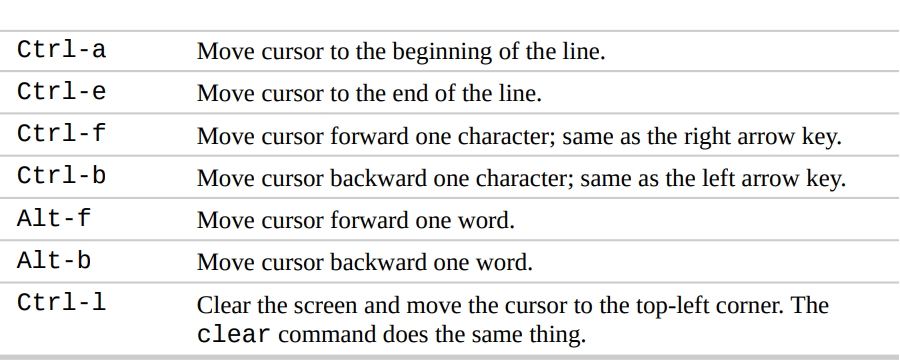 Ctrl-a Move cursor to the beginning of the line.
Ctrl-e Move cursor to the end of the line.
Ctrl-f Move cursor forward one character; same as the right arrow key.
Ctrl-b Move cursor backward one character; same as the left arrow key.
Alt-f Move cursor forward one word.
Alt-b Move cursor backward one word.
Ctrl-l Clear the screen and move the cursor to the top-left corner. The
clear command does the same thing.